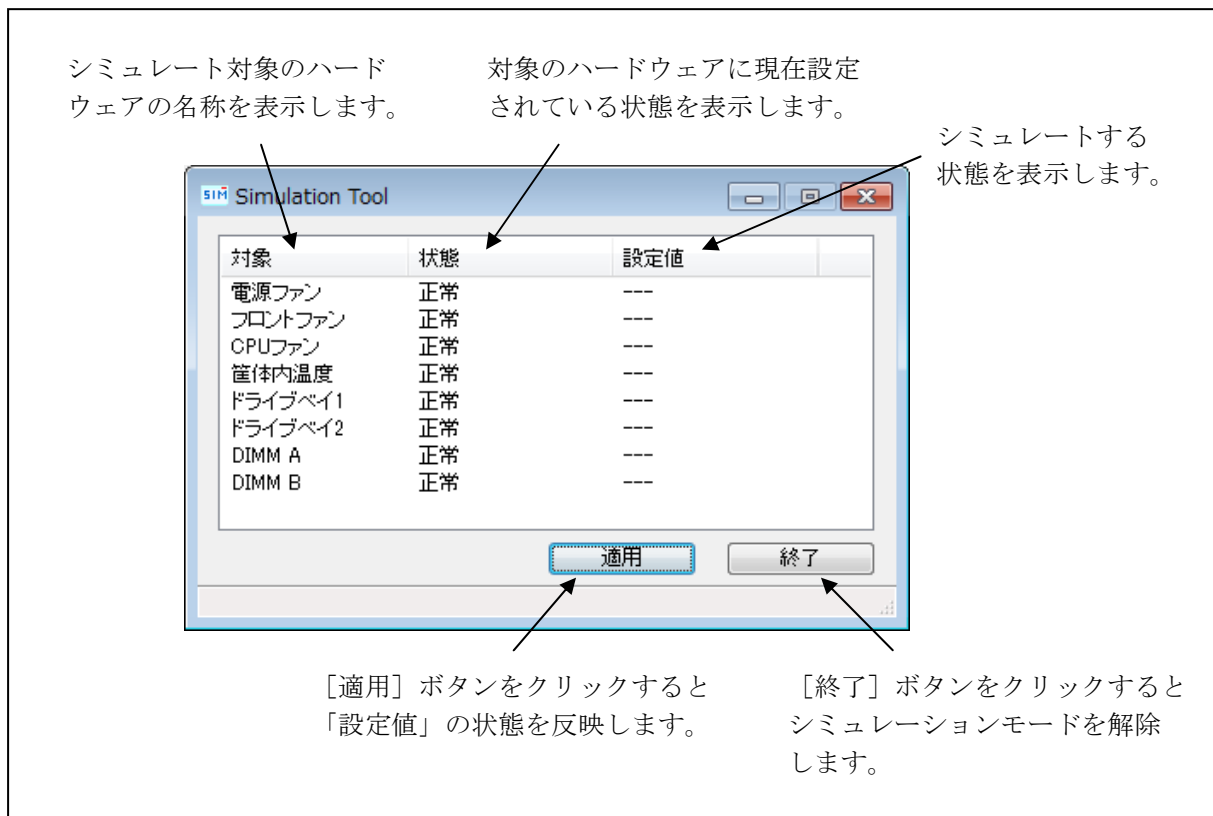 シミュレート対象のハード
ウェアの名称を表示します。
対象のハードウェアに現在設定
されている状態を表示します。
シミュレートする
状態を表示します。
SIM Simulation Tool
対象 状態 設定値
電源ファン 正常 ---
フロントファン 正常 ---
CPUファン 正常 ---
筐体内温度 正常 ---
ドライブベイ1 正常 ---
ドライブベイ2 正常 ---
DIMM A 正常 ---
DIMM B 正常 ---
適用 終了
［適用］ボタンをクリックすると
「設定値」の状態を反映します。
［終了］ボタンをクリックすると
シミュレーションモードを解除
します。